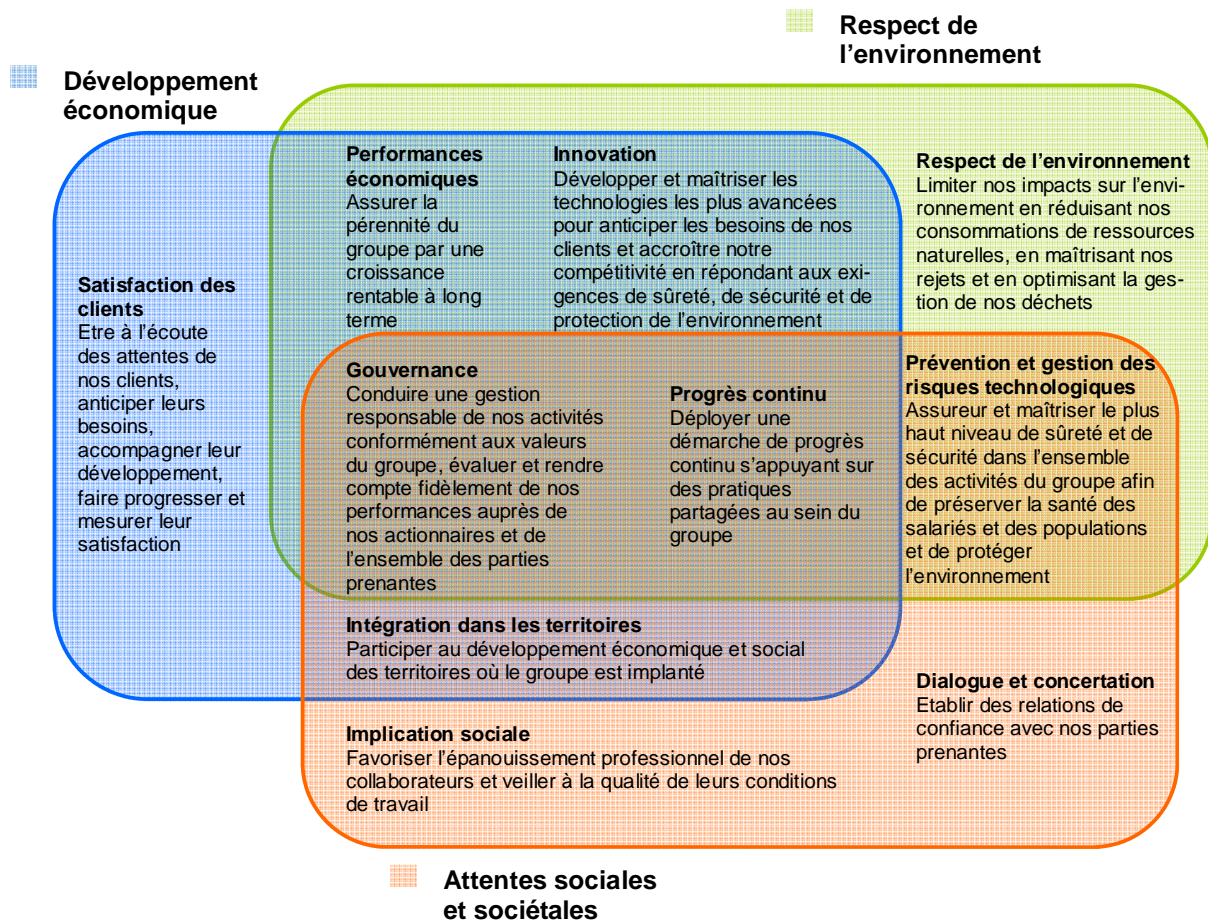 Respect de
l’environnement
Développement
économique
Performances
économiques
Assurer la
pérennité du
groupe par une
croissance
rentable à long
terme
Innovation
Développer et maîtriser les
technologies les plus avancées
pour anticiper les besoins de nos
clients et accroître notre
compétitivité en répondant aux exi-
gences de sûreté, de sécurité et de
protection de l’environnement
Respect de l’environnement
Limiter nos impacts sur l’envi-
ronnement en réduisant nos
consommations de ressources
naturelles, en maîtrisant nos
rejets et en optimisant la ges-
tion de nos déchets
Satisfaction des
clients
Etre à l’écoute
des attentes de
nos clients,
anticiper leurs
besoins,
accompagner leur
développement,
faire progresser et
mesurer leur
satisfaction
Gouvernance
Conduire une gestion
responsable de nos activités
conformément aux valeurs
du groupe, évaluer et rendre
compte fidèlement de nos
performances auprès de
nos actionnaires et de
l’ensemble des parties
prenantes
Progrès continu
Déployer une
démarche de progrès
continu s’appuyant sur
des pratiques
partagées au sein du
groupe
Prévention et gestion des
risques technologiques
Assureur et maîtriser le plus
haut niveau de sûreté et de
sécurité dans l’ensemble
des activités du groupe afin
de préserver la santé des
salariés et des populations
et de protéger
l’environnement
Intégration dans les territoires
Participer au développement économique et social
des territoires où le groupe est implanté
Dialogue et concertation
Etablir des relations de
confiance avec nos parties
prenantes
Implication sociale
Favoriser l’épanouissement professionnel de nos
collaborateurs et veiller à la qualité de leurs conditions
de travail
Attentes sociales
et sociétales